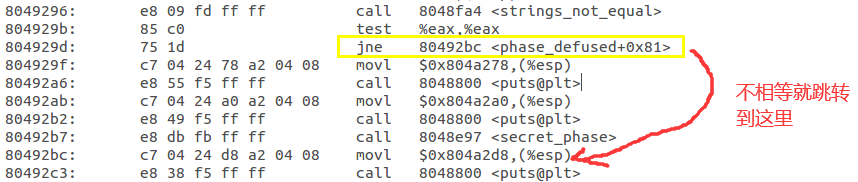 8049296: e8 09 fd ff ff call 8048fa4 <strings_not_equal>
804929b: 85 c0 test %eax,%eax
804929d: 75 1d jne 80492bc <phase_defused+0x81>
804929f: c7 04 24 78 a2 04 08 movl $0x804a278,(%esp)
80492a6: e8 55 f5 ff ff call 8048800 <puts@plt>
80492ab: c7 04 24 a0 a2 04 08 movl $0x804a2a0,(%esp)
80492b2: e8 49 f5 ff ff call 8048800 <puts@plt>
80492b7: e8 db fb ff ff call 8048e97 <secret_phase>
80492bc: c7 04 24 d8 a2 04 08 movl $0x804a2d8,(%esp)
80492c3: e8 38 f5 ff ff call 8048800 <puts@plt>
不相等就跳转
到这里